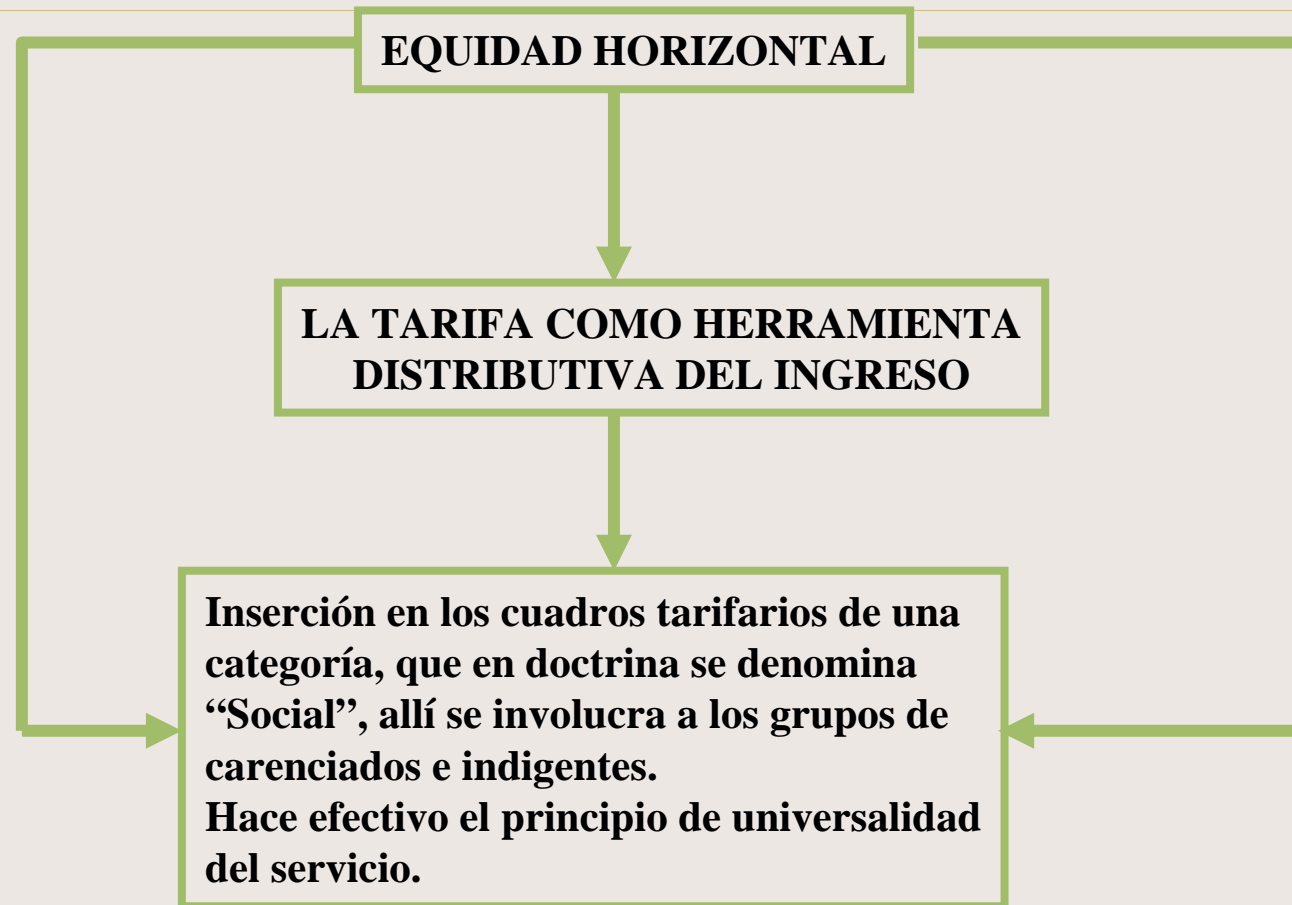 EQUIDAD HORIZONTAL
LA TARIFA COMO HERRAMIENTA
DISTRIBUTIVA DEL INGRESO
Inserción en los cuadros tarifarios de una
categoría, que en doctrina se denomina
“Social”, allí se involucra a los grupos de
carenciados e indigentes.
Hace efectivo el principio de universalidad
del servicio.